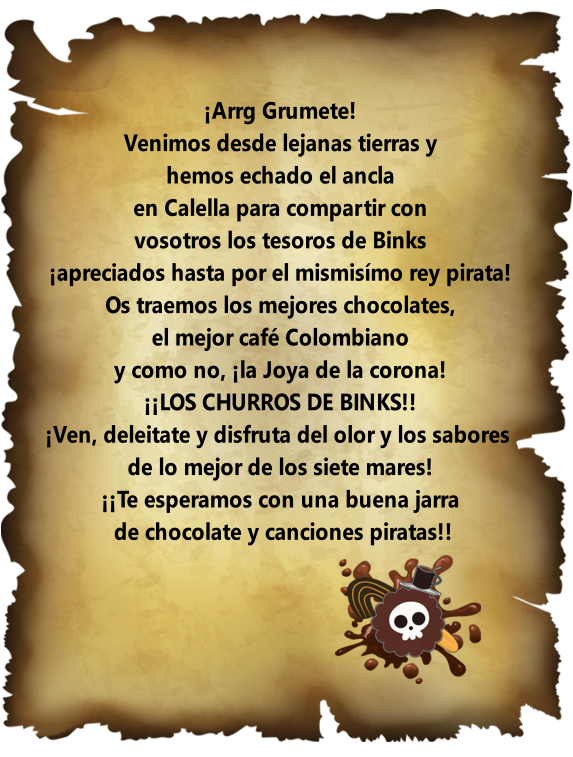 ¡Arrg Grumete!
Venimos desde lejanas tierras y
hemos echado el ancla
en Calella para compartir con
vosotros los tesoros de Binks
¡apreciados hasta por el mismisímo rey pirata!
Os traemos los mejores chocolates,
el mejor café Colombiano
y como no, ¡la Joya de la corona!
¡¡LOS CHURROS DE BINKS!!
¡Ven, deleitate y disfruta del olor y los sabores
de lo mejor de los siete mares!
¡¡Te esperamos con una buena jarra
de chocolate y canciones piratas!!